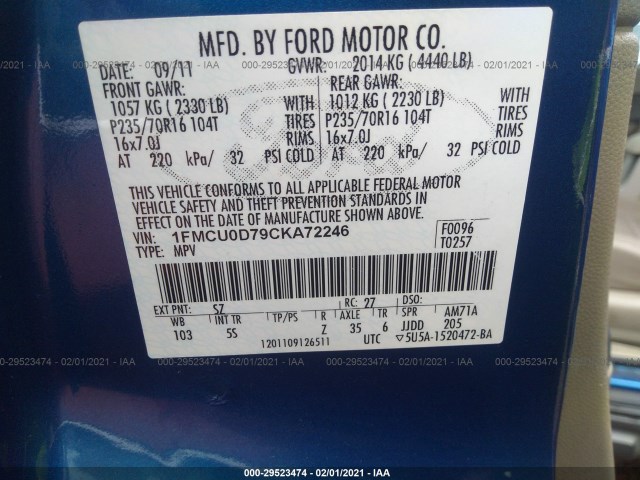 000-29523474 - 02/01/2021 - IAA
MFD. BY FORD MOTOR CO.
DATE: 09/11 GVWR: 2014 KG ( 4440 LB)
FRONT GAWR: REAR GAWR:
1057 KG ( 2330 LB) WITH 1012 KG ( 2230 LB) WITH
P235/70R16 104T TIRES P235/70R16 104T TIRES
16x7.0J RIMS 16x7.0J RIMS
AT 220 kPa/ 32 PSI COLD AT 220 kPa/ 32 PSI COLD
Ford
THIS VEHICLE CONFORMS TO ALL APPLICABLE FEDERAL MOTOR
VEHICLE SAFETY AND THEFT PREVENTION STANDARDS IN
EFFECT ON THE DATE OF MANUFACTURE SHOWN ABOVE.
VIN: 1FMCU0D79CKA72246 F0096
TYPE: MPV T0257
EXT PNT: SZ RC: 27 DSO:
WB INT TR TP/PS R AXLE TR SPR AM71A
103 5S Z 35 6 JJDD 205
1201109126511 UTC ▽5U5A-1520472-BA
000-29523474 - 02/01/2021 - IAA